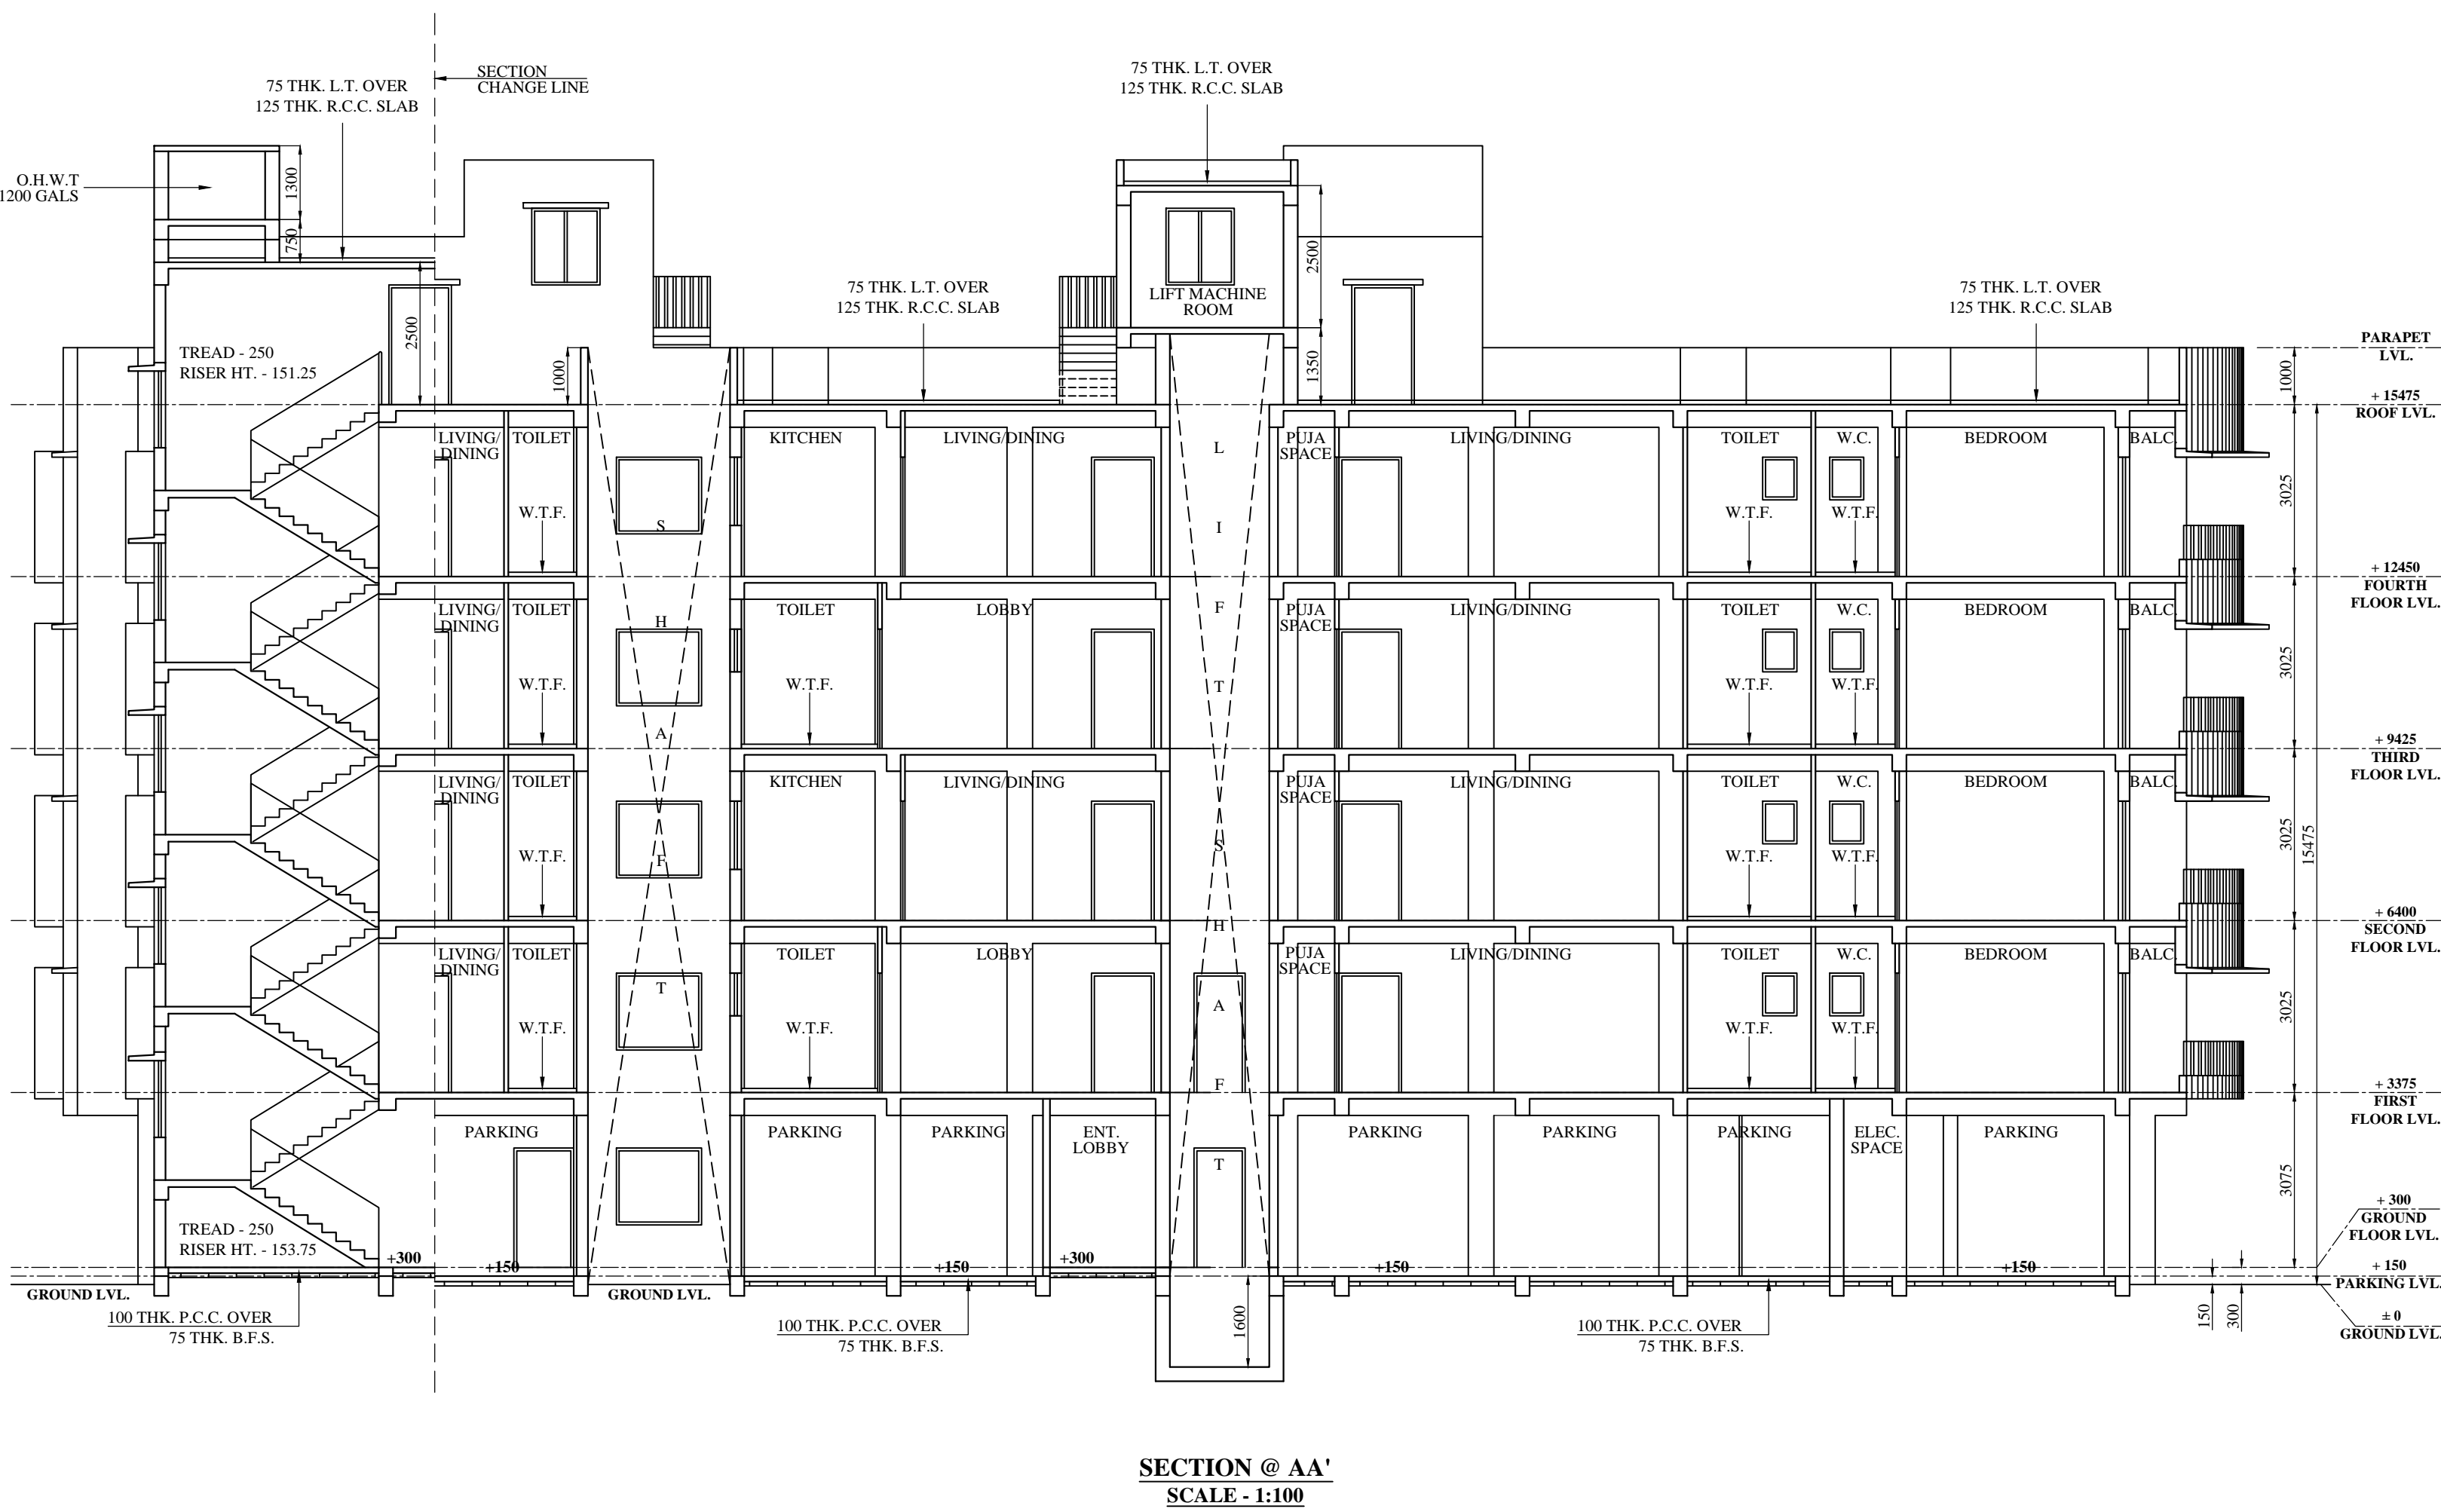 SECTION
CHANGE LINE
75 THK. L.T. OVER
125 THK. R.C.C. SLAB
75 THK. L.T. OVER
125 THK. R.C.C. SLAB
O.H.W.T
1200 GALS
1300
750
2500
LIFT MACHINE
ROOM
2500
1350
75 THK. L.T. OVER
125 THK. R.C.C. SLAB
75 THK. L.T. OVER
125 THK. R.C.C. SLAB
TREAD - 250
RISER HT. - 151.25
1000
PARAPET
LVL.
1000
+ 15475
ROOF LVL.
LIVING/
DINING
TOILET
KITCHEN
LIVING/DINING
PUJA
SPACE
LIVING/DINING
TOILET
W.C.
BEDROOM
BALC.
W.T.F.
W.T.F.
W.T.F.
3025
+ 12450
FOURTH
FLOOR LVL.
LIVING/
DINING
TOILET
TOILET
LOBBY
PUJA
SPACE
LIVING/DINING
TOILET
W.C.
BEDROOM
BALC.
W.T.F.
W.T.F.
W.T.F.
W.T.F.
3025
+ 9425
THIRD
FLOOR LVL.
LIVING/
DINING
TOILET
KITCHEN
LIVING/DINING
PUJA
SPACE
LIVING/DINING
TOILET
W.C.
BEDROOM
BALC.
W.T.F.
W.T.F.
W.T.F.
3025
15475
+ 6400
SECOND
FLOOR LVL.
LIVING/
DINING
TOILET
TOILET
LOBBY
PUJA
SPACE
LIVING/DINING
TOILET
W.C.
BEDROOM
BALC.
W.T.F.
W.T.F.
W.T.F.
W.T.F.
3025
+ 3375
FIRST
FLOOR LVL.
SHAFT
LIFT SHAFT
PARKING
PARKING
PARKING
ENT.
LOBBY
PARKING
PARKING
PARKING
ELEC.
SPACE
PARKING
3075
TREAD - 250
RISER HT. - 153.75
+300
+150
+150
+300
+150
+150
+ 300
GROUND
FLOOR LVL.
+ 150
PARKING LVL.
± 0
GROUND LVL.
150
300
GROUND LVL.
GROUND LVL.
1600
100 THK. P.C.C. OVER
75 THK. B.F.S.
100 THK. P.C.C. OVER
75 THK. B.F.S.
100 THK. P.C.C. OVER
75 THK. B.F.S.
SECTION @ AA'
SCALE - 1:100